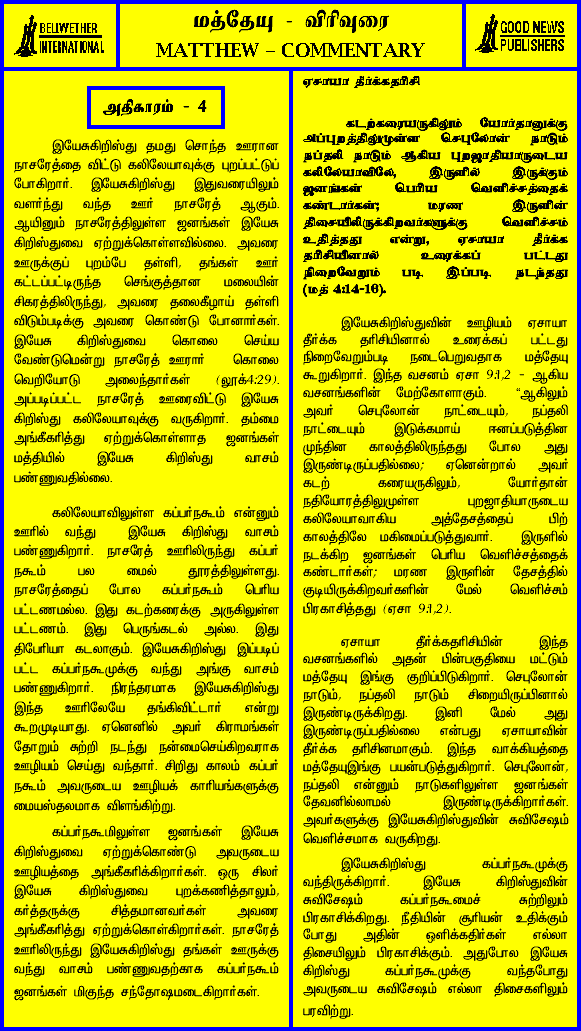 BELLWETHER
INTERNATIONAL
மத்தேயு - விரிவுரை
MATTHEW – COMMENTARY
GOOD NEWS
PUBLISHERS
அதிகாரம் - 4
இயேசுகிறிஸ்து தமது சொந்த ஊரான
நாசரேத்தை விட்டு கலிலேயாவுக்கு புறப்பட்டுப்
போகிறார். இயேசுகிறிஸ்து இதுவரையிலும்
வளர்ந்து வந்த ஊர் நாசரேத் ஆகும்.
ஆயினும் நாசரேத்திலுள்ள ஜனங்கள் இயேசு
கிறிஸ்துவை ஏற்றுக்கொள்ளவில்லை. அவரை
ஊருக்குப் புறம்பே தள்ளி, தங்கள் ஊர்
கட்டப்பட்டிருந்த செங்குத்தான மலையின்
சிகரத்திலிருந்து, அவரை தலைகீழாய் தள்ளி
விடும்படிக்கு அவரை கொண்டு போனார்கள்.
இயேசு கிறிஸ்துவை கொலை செய்ய
வேண்டுமென்று நாசரேத் ஊரார் கொலை
வெறியோடு அலைந்தார்கள் (லூக்4:29).
அப்படிப்பட்ட நாசரேத் ஊரைவிட்டு இயேசு
கிறிஸ்து கலிலேயாவுக்கு வருகிறார். தம்மை
அங்கீகரித்து ஏற்றுக்கொள்ளாத ஜனங்கள்
மத்தியில் இயேசு கிறிஸ்து வாசம்
பண்ணுவதில்லை.
கலிலேயாவிலுள்ள கப்பர்நகூம் என்னும்
ஊரில் வந்து இயேசு கிறிஸ்து வாசம்
பண்ணுகிறார். நாசரேத் ஊரிலிருந்து கப்பர்
நகூம் பல மைல் தூரத்திலுள்ளது.
நாசரேத்தைப் போல கப்பர்நகூம் பெரிய
பட்டணமல்ல. இது கடற்கரைக்கு அருகிலுள்ள
பட்டணம். இது பெருங்கடல் அல்ல. இது
திபேரியா கடலாகும். இயேசுகிறிஸ்து இப்படிப்
பட்ட கப்பர்நகூமுக்கு வந்து அங்கு வாசம்
பண்ணுகிறார். நிரந்தரமாக இயேசுகிறிஸ்து
இந்த ஊரிலேயே தங்கிவிட்டார் என்று
கூறமுடியாது. ஏனெனில் அவர் கிராமங்கள்
தோறும் சுற்றி நடந்து நன்மைசெய்கிறவராக
ஊழியம் செய்து வந்தார். சிறிது காலம் கப்பர்
நகூம் அவருடைய ஊழியக் காரியங்களுக்கு
மையஸ்தலமாக விளங்கிற்று.
கப்பர்நகூமிலுள்ள ஜனங்கள் இயேசு
கிறிஸ்துவை ஏற்றுக்கொண்டு அவருடைய
ஊழியத்தை அங்கீகரிக்கிறார்கள். ஒரு சிலர்
இயேசு கிறிஸ்துவை புறக்கணித்தாலும்,
கர்த்தருக்கு சித்தமானவர்கள் அவரை
அங்கீகரித்து ஏற்றுக்கொள்கிறார்கள். நாசரேத்
ஊரிலிருந்து இயேசுகிறிஸ்து தங்கள் ஊருக்கு
வந்து வாசம் பண்ணுவதற்காக கப்பர்நகூம்
ஜனங்கள் மிகுந்த சந்தோஷமடைகிறார்கள்.
ஏசாயா தீர்க்கதரிசி
கடற்கரையருகிலும் யோர்தானுக்கு
அப்புறத்திலுமுள்ள செபுலோன் நாடும்
நப்தலி நாடும் ஆகிய புறஜாதியாருடைய
கலிலேயாவிலே, இருளில் இருக்கும்
ஜனங்கள் பெரிய வெளிச்சத்தைக்
கண்டார்கள்; மரண இருளின்
திசையிலிருக்கிறவர்களுக்கு வெளிச்சம்
உதித்தது என்று, ஏசாயா தீர்க்க
தரிசியினால் உரைக்கப் பட்டது
நிறைவேறும் படி இப்படி நடந்தது
(மத் 4:14-16).
இயேசுகிறிஸ்துவின் ஊழியம் ஏசாயா
தீர்க்க தரிசியினால் உரைக்கப் பட்டது
நிறைவேறும்படி நடைபெறுவதாக மத்தேயு
கூறுகிறார். இந்த வசனம் ஏசா 9:1,2 - ஆகிய
வசனங்களின் மேற்கோளாகும். "ஆகிலும்
அவர் செபுலோன் நாட்டையும், நப்தலி
நாட்டையும் இடுக்கமாய் ஈனப்படுத்தின
முந்தின காலத்திலிருந்தது போல அது
இருண்டிருப்பதில்லை; ஏனென்றால் அவர்
கடற் கரையருகிலும், யோர்தான்
நதியோரத்திலுமுள்ள புறஜாதியாருடைய
கலிலேயாவாகிய அத்தேசத்தைப் பிற்
காலத்திலே மகிமைப்படுத்துவார். இருளில்
நடக்கிற ஜனங்கள் பெரிய வெளிச்சத்தைக்
கண்டார்கள்; மரண இருளின் தேசத்தில்
குடியிருக்கிறவர்களின் மேல் வெளிச்சம்
பிரகாசித்தது (ஏசா 9:1,2).
ஏசாயா தீர்க்கதரிசியின் இந்த
வசனங்களில் அதன் பின்பகுதியை மட்டும்
மத்தேயு இங்கு குறிப்பிடுகிறார். செபுலோன்
நாடும், நப்தலி நாடும் சிறையிருப்பினால்
இருண்டிருக்கிறது. இனி மேல் அது
இருண்டிருப்பதில்லை என்பது ஏசாயாவின்
தீர்க்க தரிசினமாகும். இந்த வாக்கியத்தை
மத்தேயுஇங்கு பயன்படுத்துகிறார். செபுலோன்,
நப்தலி என்னும் நாடுகளிலுள்ள ஜனங்கள்
தேவனில்லாமல் இருண்டிருக்கிறார்கள்.
அவர்களுக்கு இயேசுகிறிஸ்துவின் சுவிசேஷம்
வெளிச்சமாக வருகிறது.
இயேசுகிறிஸ்து கப்பர்நகூமுக்கு
வந்திருக்கிறார். இயேசு கிறிஸ்துவின்
சுவிசேஷம் கப்பர்நகூமைச் சுற்றிலும்
பிரகாசிக்கிறது. நீதியின் சூரியன் உதிக்கும்
போது அதின் ஒளிக்கதிர்கள் எல்லா
திசையிலும் பிரகாசிக்கும். அதுபோல இயேசு
கிறிஸ்து கப்பர்நகூமுக்கு வந்தபோது
அவருடைய சுவிசேஷம் எல்லா திசைகளிலும்
பரவிற்று.